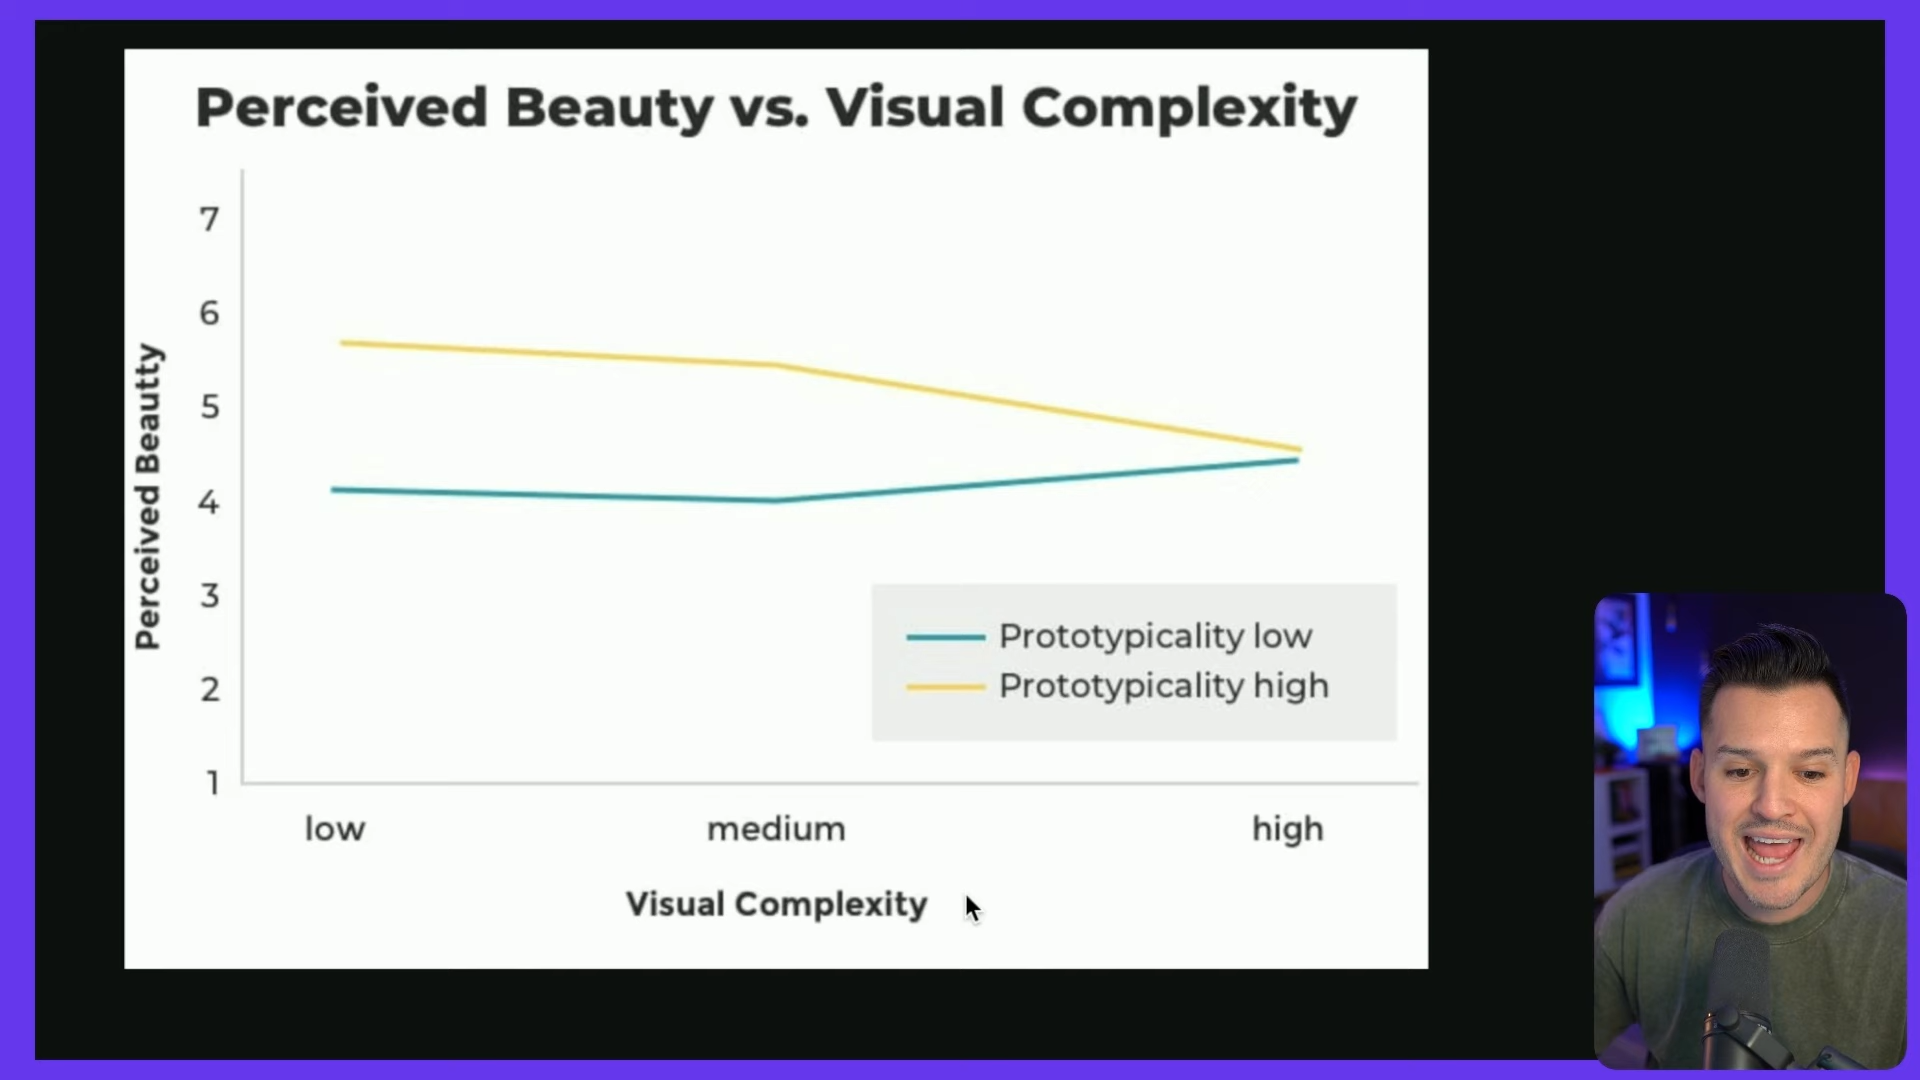 Perceived Beauty vs. Visual Complexity
Perceived Beautty
7
6
5
4
3
2
1
Prototypicality low
Prototypicality high
low medium high
Visual Complexity